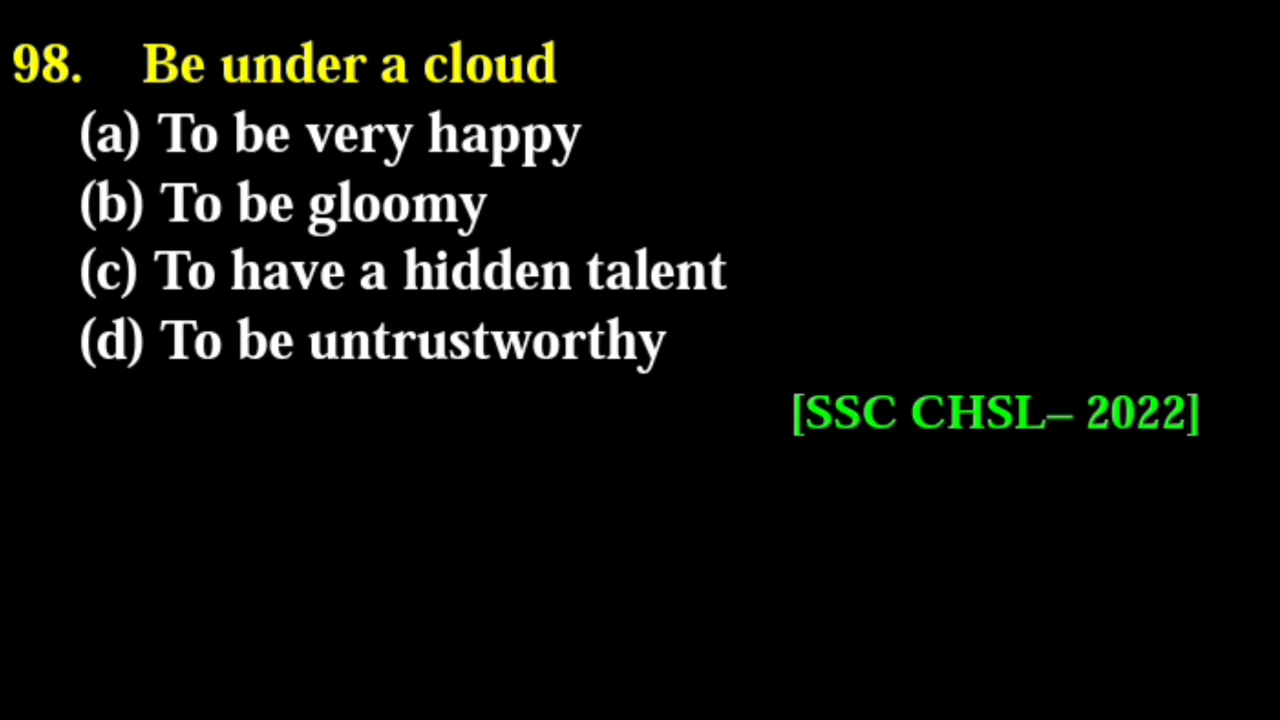 98. Be under a cloud
(a) To be very happy
(b) To be gloomy
(c) To have a hidden talent
(d) To be untrustworthy
[SSC CHSL– 2022]